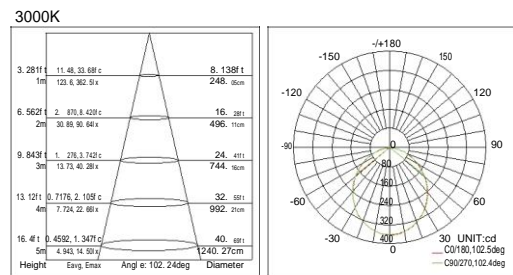 3000K
3.281ft 11.48, 33.68fc 8.138ft
1m 123.6, 362.5lx 248.05cm
6.562ft 2.870, 8.420fc 16.28ft
2m 30.89, 90.64lx 496.11cm
9.843ft 1.276, 3.742fc 24.41ft
3m 13.73, 40.28lx 744.16cm
13.12ft 0.7176, 2.105fc 32.55ft
4m 7.724, 22.66lx 992.21cm
16.4ft 0.4592, 1.347fc 40.69ft
5m 4.943, 14.50lx 1240.27cm
Height Eavg, Emax Angle: 102.24deg Diameter
-/+180
-150 150
-120 120
-90 0 90
80
160
-60 240 60
320
-30 400 30 UNIT:cd
0 C0/180,102.5deg
C90/270,102.4deg